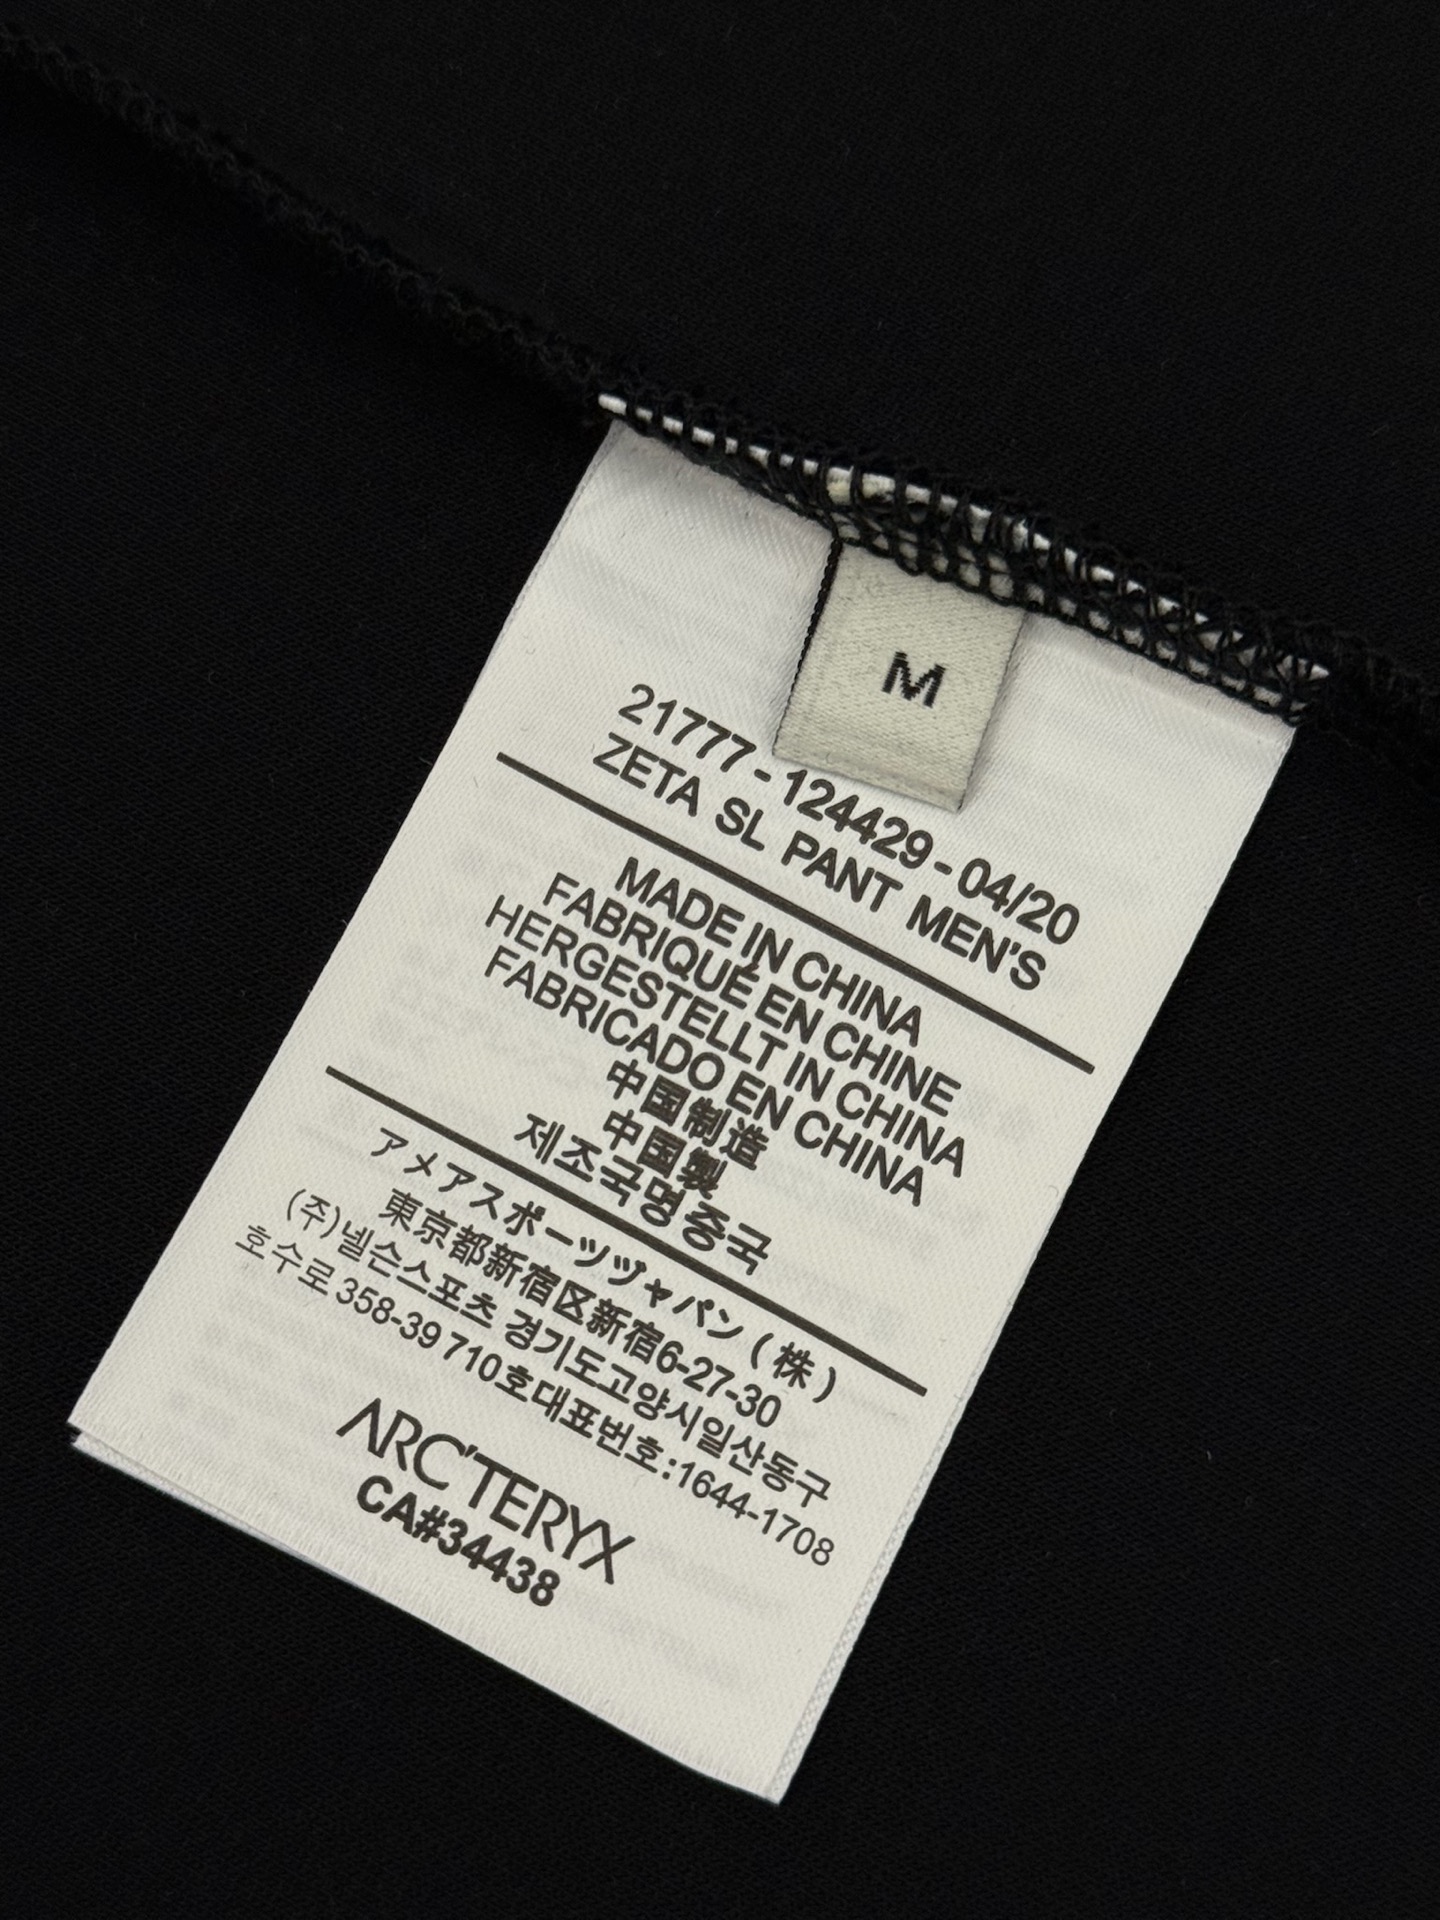 M
21777-124429-04/20
ZETA SL PANT MEN'S
MADE IN CHINA
FABRIQUÉ EN CHINE
HERGESTELLT IN CHINA
FABRICADO EN CHINA
中国制造
中国製
제조국명중국
アメアスポーツヅャパン（株）
東京都新宿区新宿6-27-30
(주)넬슨스포츠 경기도고양시일산동구
호수로358-39 710호대표번호:1644-1708
ARC'TERYX
CA#34438